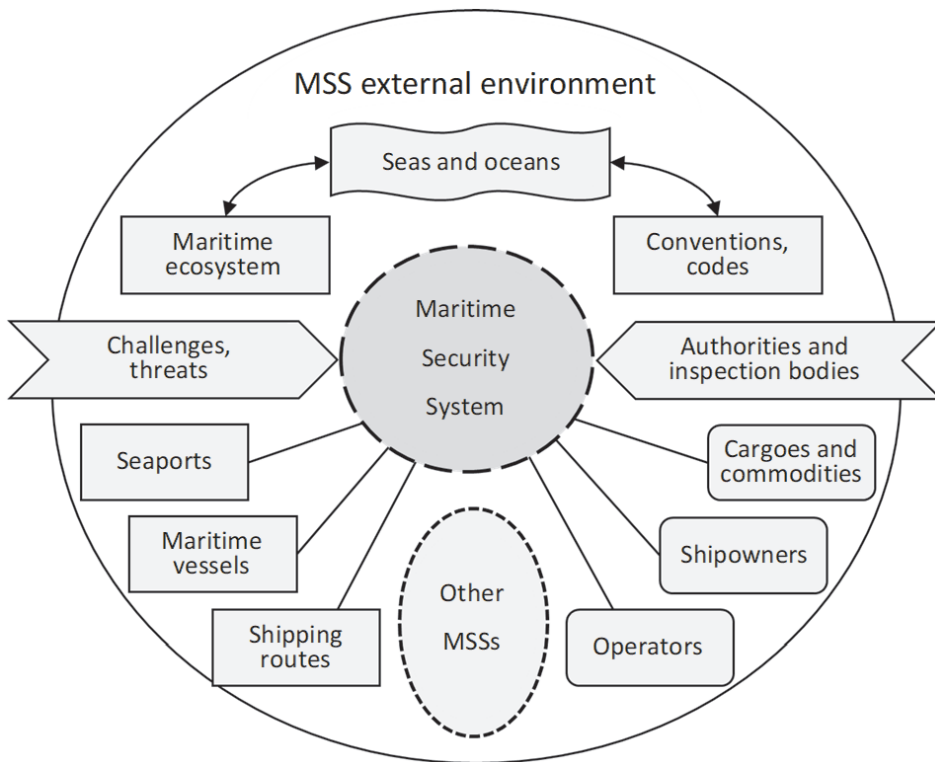 MSS external environment
Seas and oceans
Maritime
ecosystem
Conventions,
codes
Maritime
Security
System
Challenges,
threats
Authorities and
inspection bodies
Seaports
Cargoes and
commodities
Maritime
vessels
Shipowners
Other
MSSs
Shipping
routes
Operators